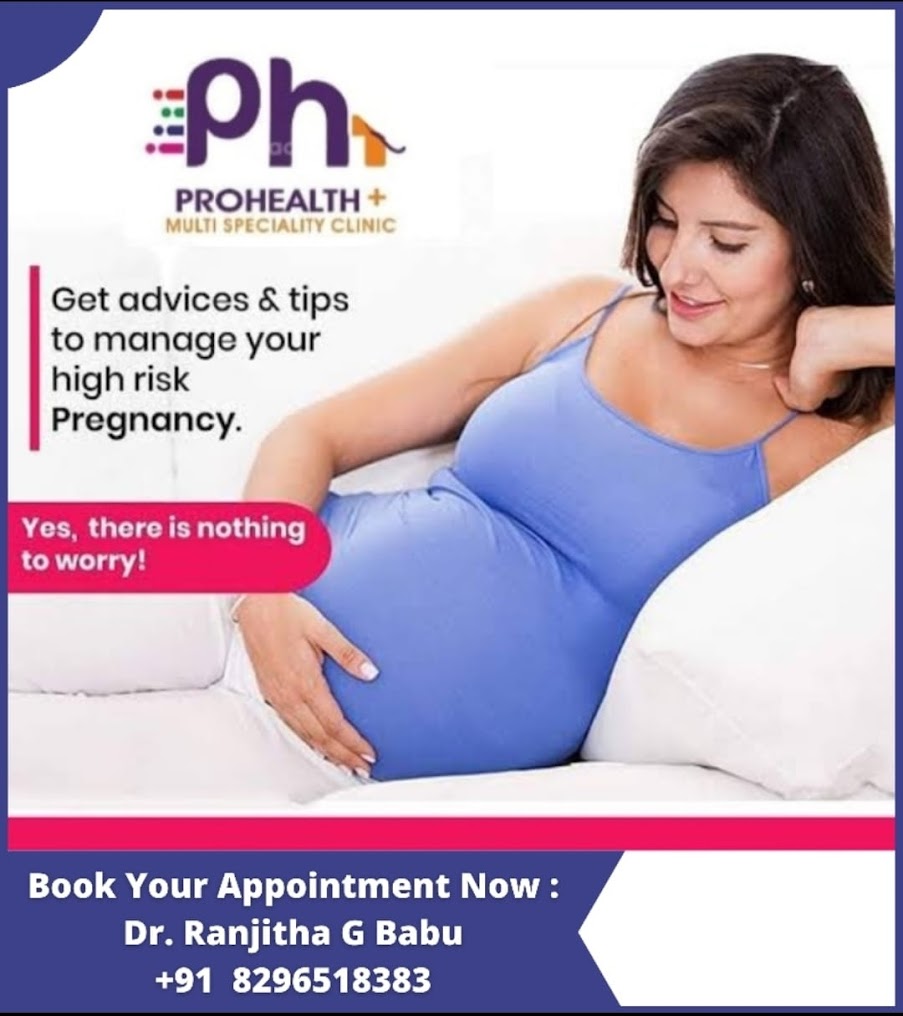 Ph
PROHEALTH +
MULTI SPECIALITY CLINIC
Get advices & tips
to manage your
high risk
Pregnancy.
Yes, there is nothing
to worry!
Book Your Appointment Now :
Dr. Ranjitha G Babu
+91 8296518383